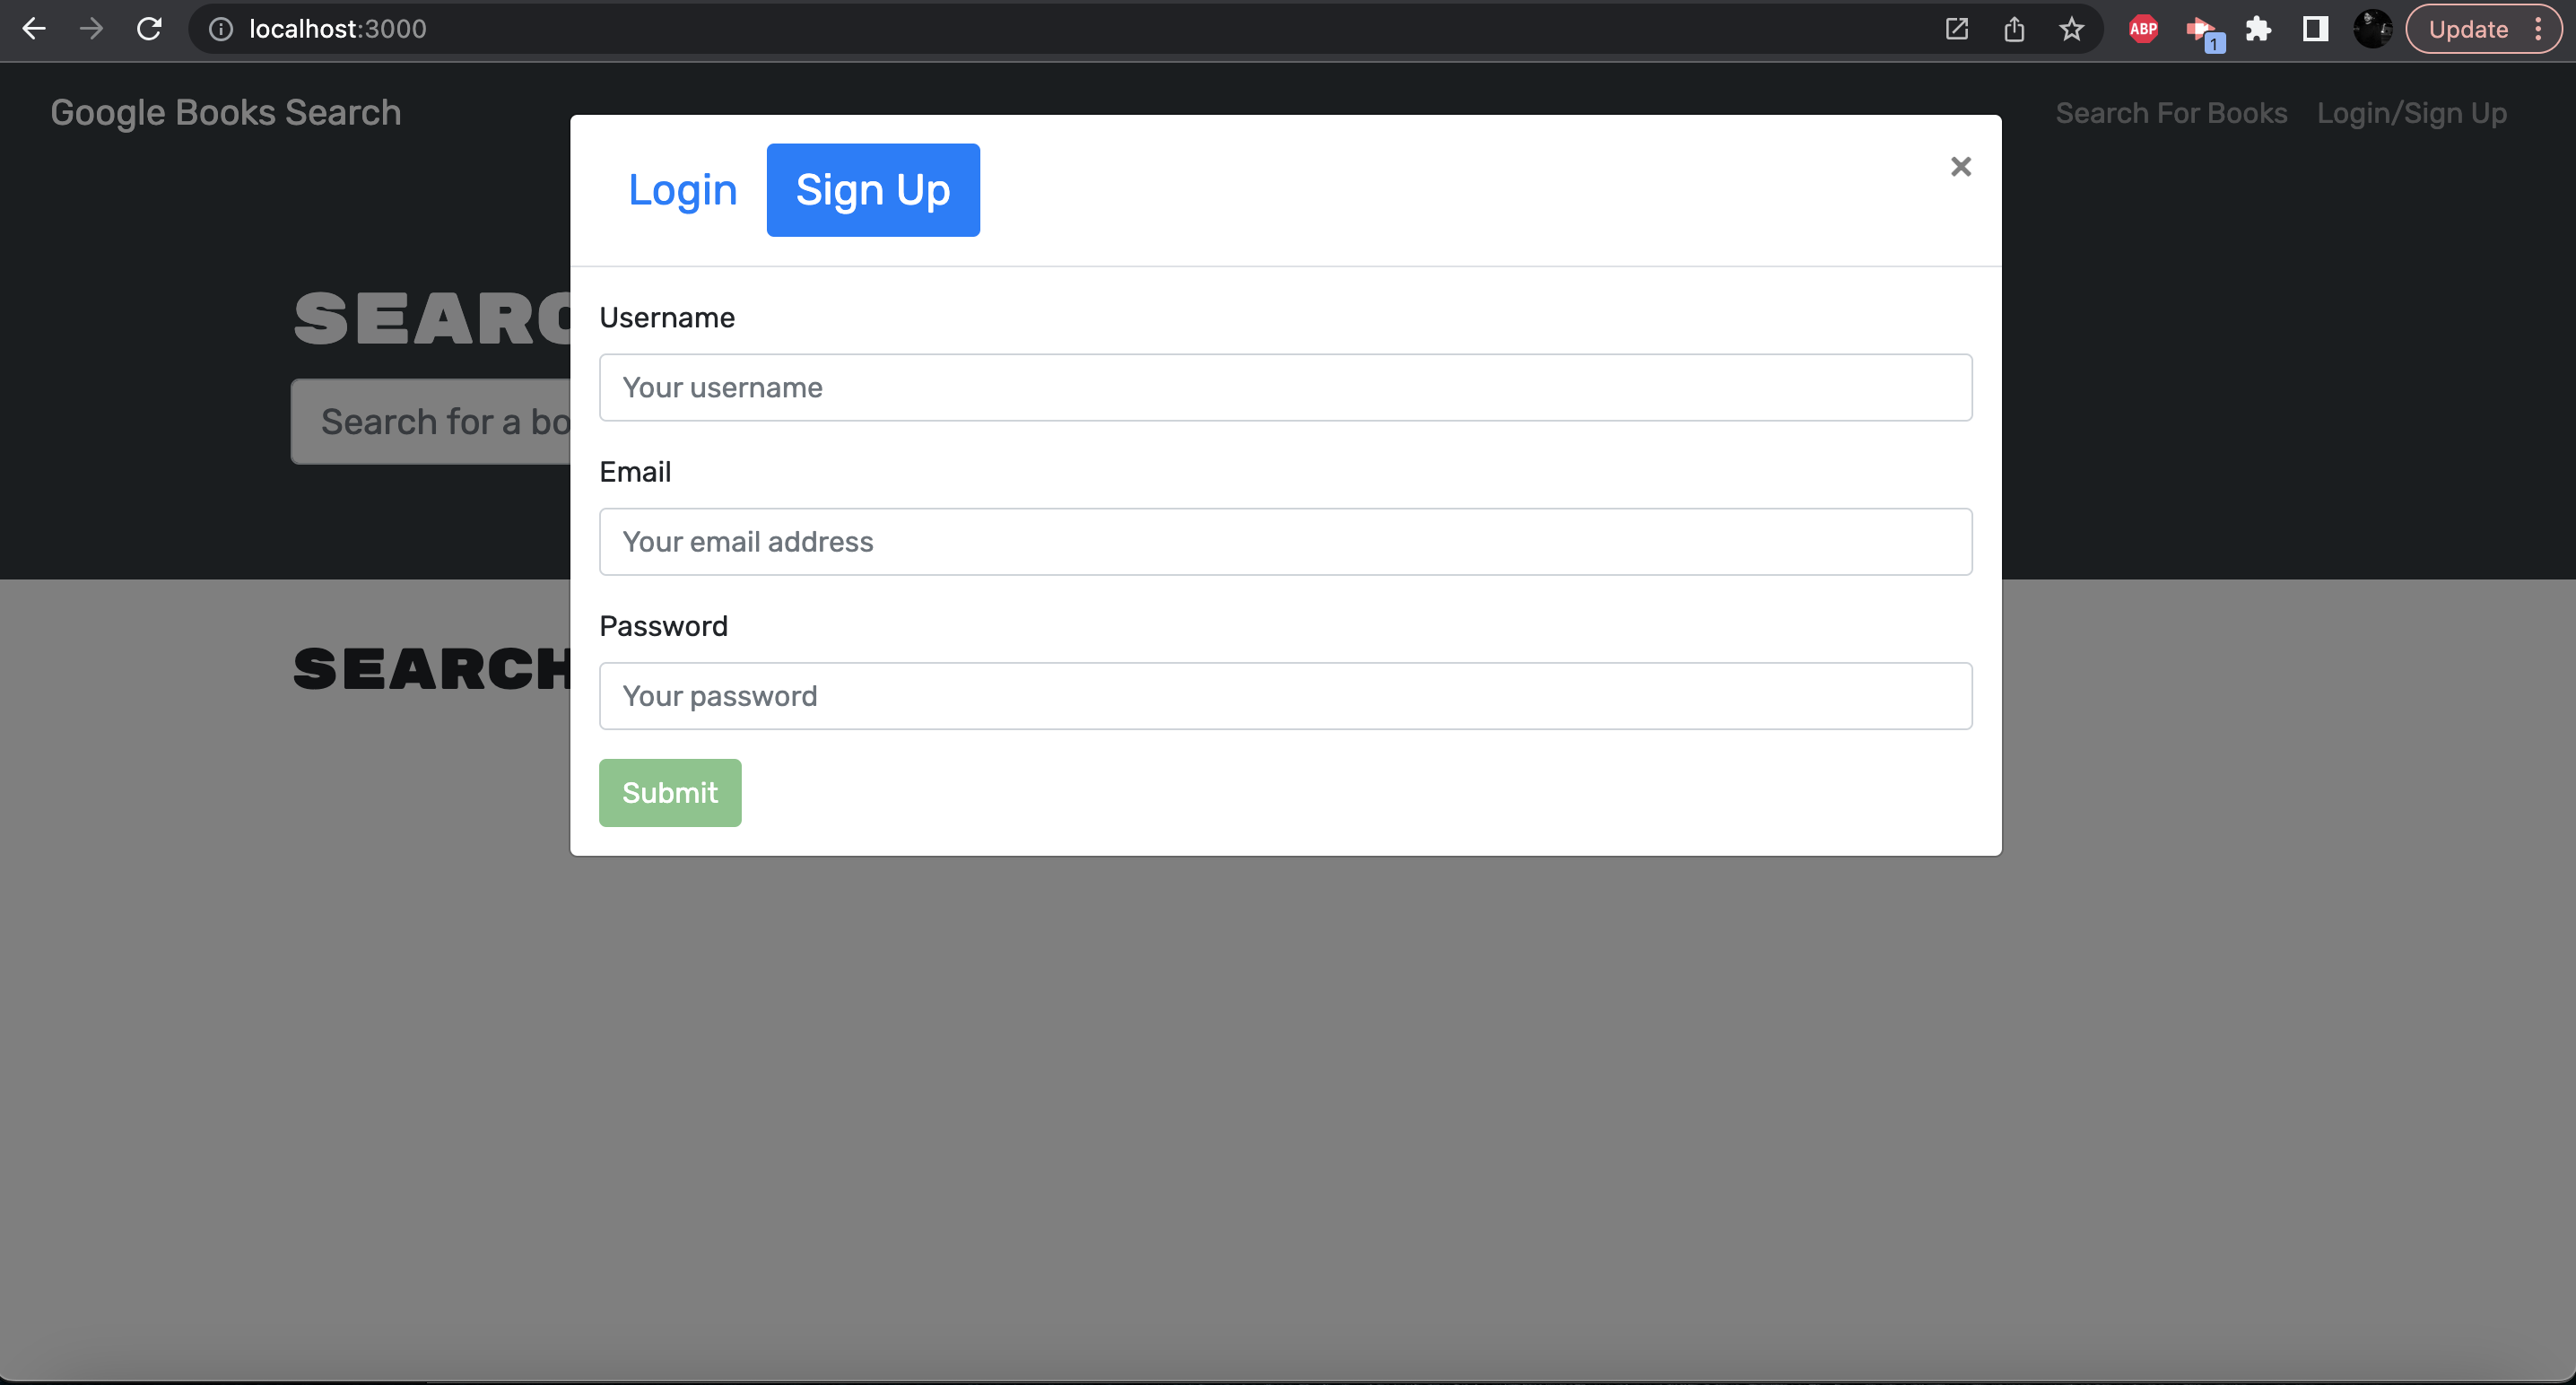 localhost:3000
ABP
1
Update
Google Books Search
Search For Books
Login/Sign Up
Login
Sign Up
×
SEARC
Search for a bo
Username
Your username
Email
Your email address
SEARCH
Password
Your password
Submit